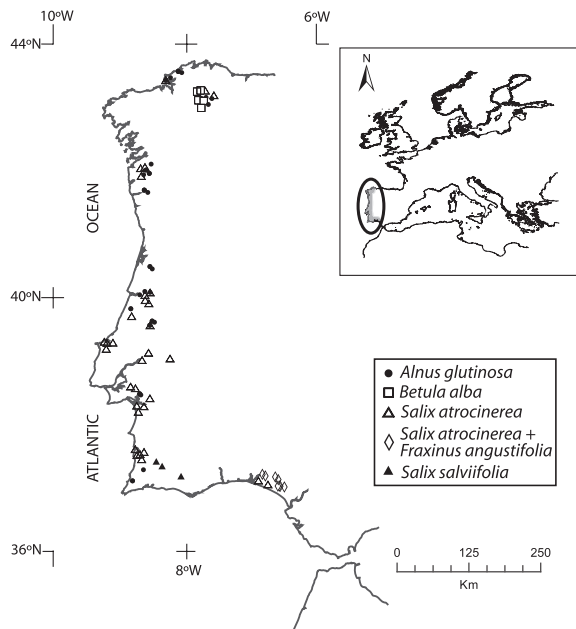 10ºW
6ºW
44ºN
N
OCEAN
40ºN
Alnus glutinosa
Betula alba
Salix atrocinerea
Salix atrocinerea +
Fraxinus angustifolia
Salix salviifolia
ATLANTIC
36ºN
8ºW
0 125 250
Km